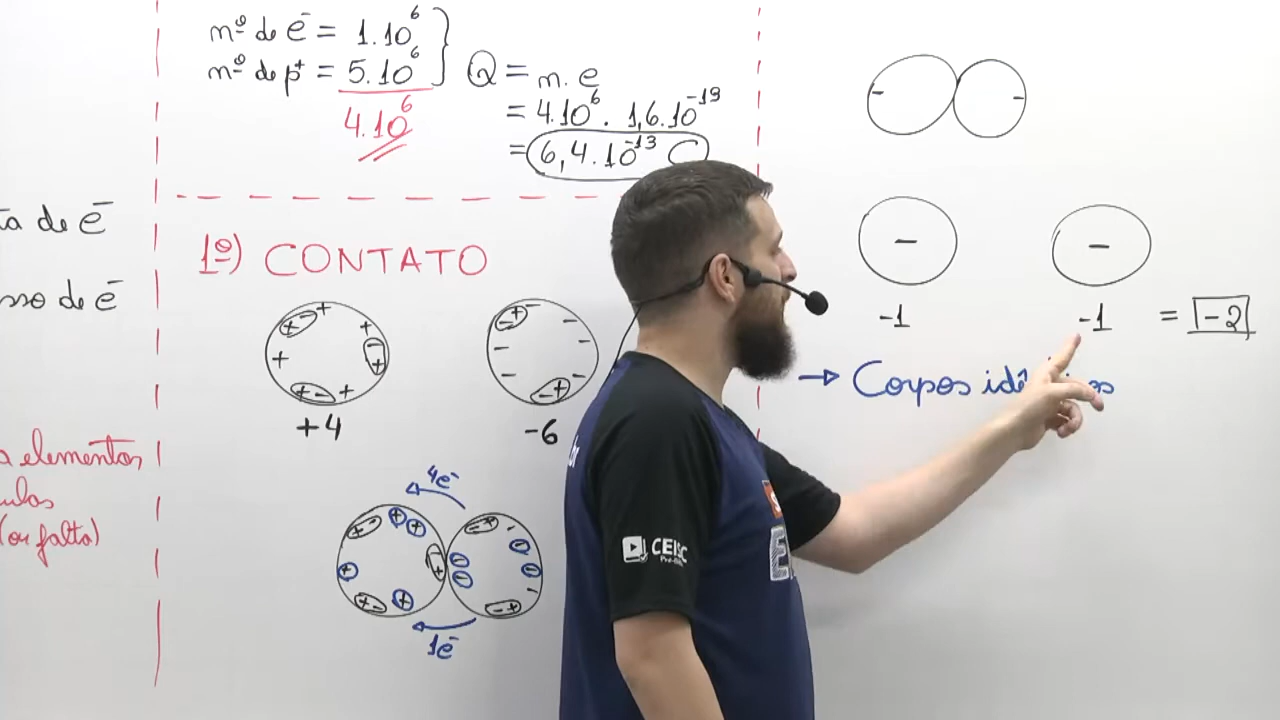 nº de e⁻ = 1.10⁶
nº de p⁺ = 5.10⁶
4.10⁶
Q = n.e
= 4.10⁶ . 1,6.10⁻¹⁹
= 6,4.10⁻¹³ C
de e⁻
de e⁻
elementos
(ou falta)
1º) CONTATO
+4
-6
4e⁻
1e⁻
-1
-1 = -2
→ Corpos
CEISC